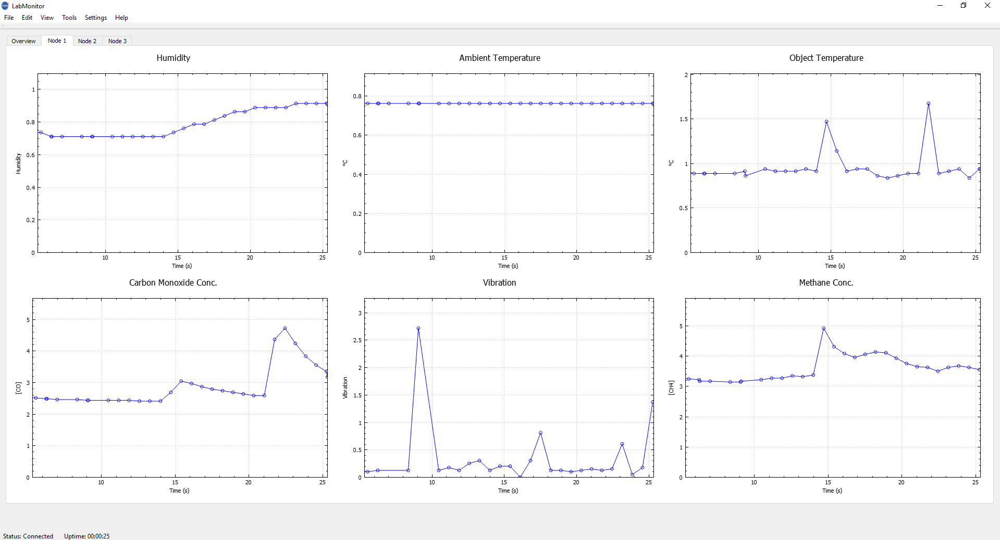 LabMonitor
File Edit View Tools Settings Help
Overview Node 1 Node 2 Node 3
Humidity
1
0.8
0.6
0.4
0.2
0
Humidity
10 15 20 25
Time (s)
Ambient Temperature
0.8
0.6
0.4
0.2
0
°C
10 15 20 25
Time (s)
Object Temperature
2
1.5
1
0.5
0
°C
10 15 20 25
Time (s)
Carbon Monoxide Conc.
5
4
3
2
1
0
[CO]
10 15 20 25
Time (s)
Vibration
3
2.5
2
1.5
1
0.5
0
Vibration
10 15 20 25
Time (s)
Methane Conc.
5
4
3
2
1
0
[CH4]
10 15 20 25
Time (s)
Status: Connected Uptime: 00:00:25